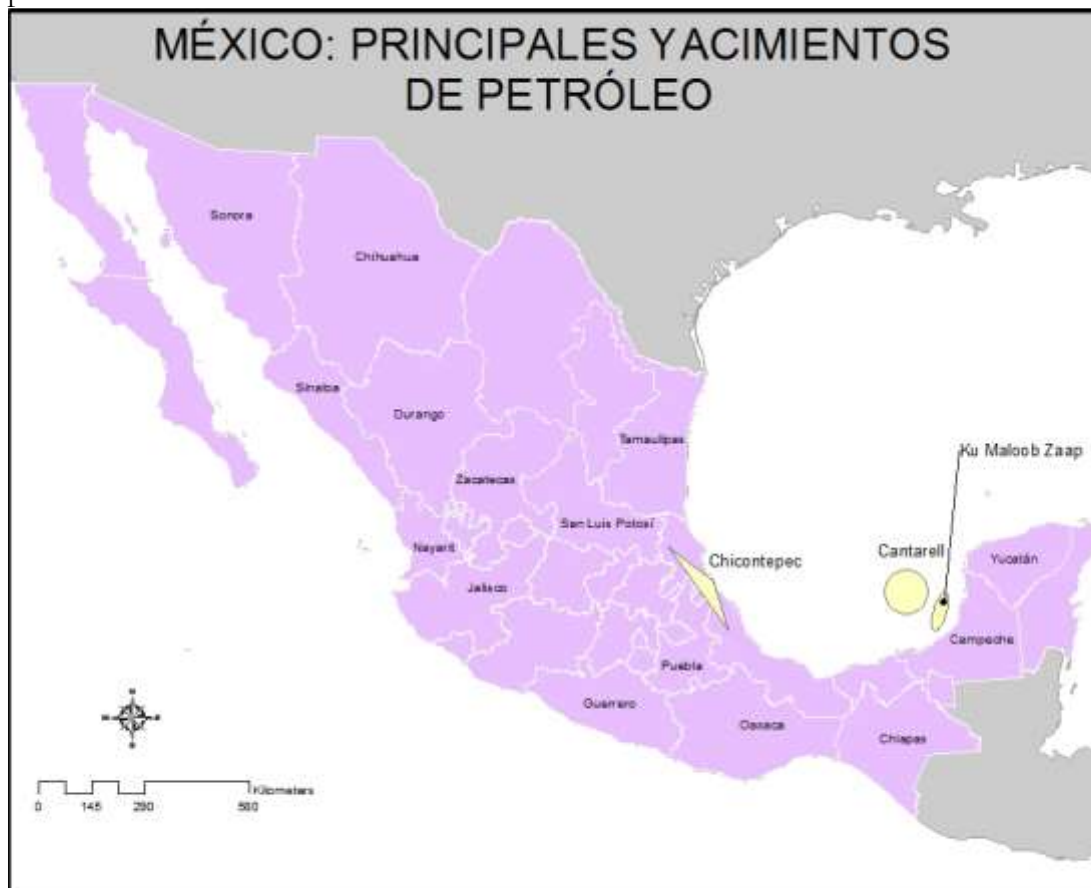 MÉXICO: PRINCIPALES YACIMIENTOS
DE PETRÓLEO
Sonora
Chihuahua
Sinaloa
Durango
Tamaulipas
Ku Maloob Zaap
Zacatecas
San Luis Potosí
Nayarit
Chicontepec
Cantarell
Yucatán
Jalisco
Campeche
Puebla
Guerrero
Oaxaca
Chiapas
N
S
Kilometers
0 145 290 580